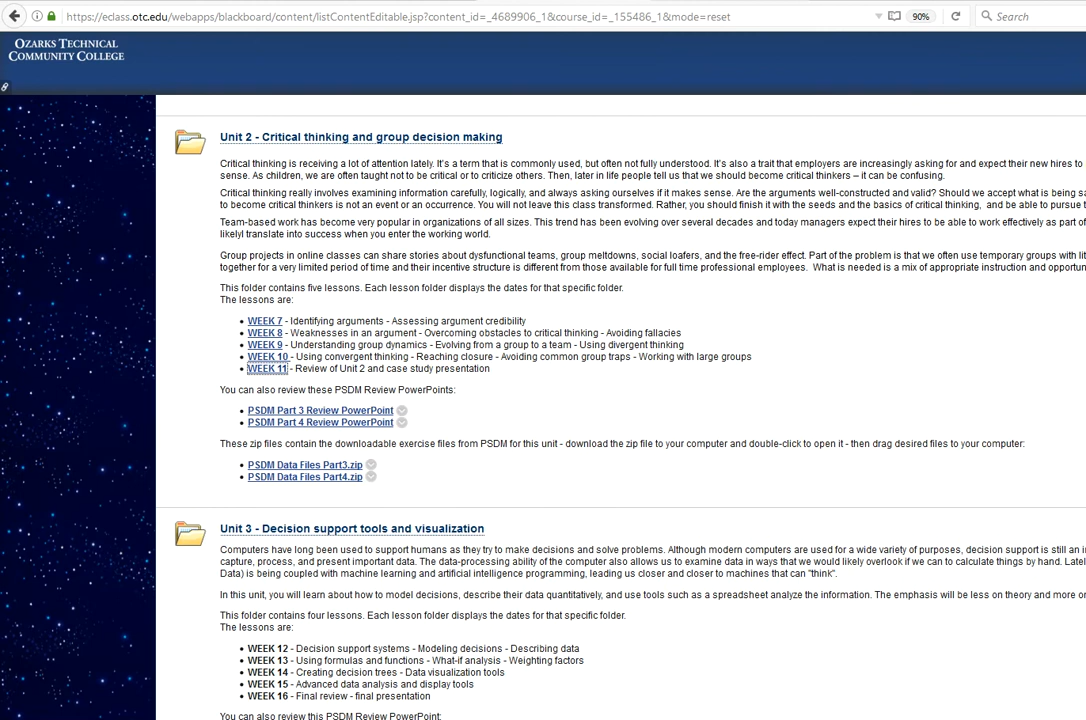 https://eclass.otc.edu/webapps/blackboard/content/listContentEditable.jsp?content_id=_4689906_1&course_id=_155486_1&mode=reset
90%
Search
OZARKS TECHNICAL
COMMUNITY COLLEGE
Unit 2 - Critical thinking and group decision making
Critical thinking is receiving a lot of attention lately. It's a term that is commonly used, but often not fully understood. It's also a trait that employers are increasingly asking for and expect their new hires to
sense. As children, we are often taught not to be critical or to criticize others. Then, later in life people tell us that we should become critical thinkers – it can be confusing.
Critical thinking really involves examining information carefully, logically, and always asking ourselves if it makes sense. Are the arguments well-constructed and valid? Should we accept what is being sa
to become critical thinkers is not an event or an occurrence. You will not leave this class transformed. Rather, you should finish it with the seeds and the basics of critical thinking, and be able to pursue t
Team-based work has become very popular in organizations of all sizes. This trend has been evolving over several decades and today managers expect their hires to be able to work effectively as part of
likelyl translate into success when you enter the working world.
Group projects in online classes can share stories about dysfunctional teams, group meltdowns, social loafers, and the free-rider effect. Part of the problem is that we often use temporary groups with lit
together for a very limited period of time and their incentive structure is different from those available for full time professional employees. What is needed is a mix of appropriate instruction and opportun
This folder contains five lessons. Each lesson folder displays the dates for that specific folder.
The lessons are:
• WEEK 7 - Identifying arguments - Assessing argument credibility
• WEEK 8 - Weaknesses in an argument - Overcoming obstacles to critical thinking - Avoiding fallacies
• WEEK 9 - Understanding group dynamics - Evolving from a group to a team - Using divergent thinking
• WEEK 10 - Using convergent thinking - Reaching closure - Avoiding common group traps - Working with large groups
• WEEK 11 - Review of Unit 2 and case study presentation
You can also review these PSDM Review PowerPoints:
• PSDM Part 3 Review PowerPoint
• PSDM Part 4 Review PowerPoint
These zip files contain the downloadable exercise files from PSDM for this unit - download the zip file to your computer and double-click to open it - then drag desired files to your computer:
• PSDM Data Files Part3.zip
• PSDM Data Files Part4.zip
Unit 3 - Decision support tools and visualization
Computers have long been used to support humans as they try to make decisions and solve problems. Although modern computers are used for a wide variety of purposes, decision support is still an i
capture, process, and present important data. The data-processing ability of the computer also allows us to examine data in ways that we would likely overlook if we can to calculate things by hand. Latel
Data) is being coupled with machine learning and artificial intelligence programming, leading us closer and closer to machines that can "think".
In this unit, you will learn about how to model decisions, describe their data quantitatively, and use tools such as a spreadsheet analyze the information. The emphasis will be less on theory and more or
This folder contains four lessons. Each lesson folder displays the dates for that specific folder.
The lessons are:
• WEEK 12 - Decision support systems - Modeling decisions - Describing data
• WEEK 13 - Using formulas and functions - What-if analysis - Weighting factors
• WEEK 14 - Creating decision trees - Data visualization tools
• WEEK 15 - Advanced data analysis and display tools
• WEEK 16 - Final review - final presentation
You can also review this PSDM Review PowerPoint: